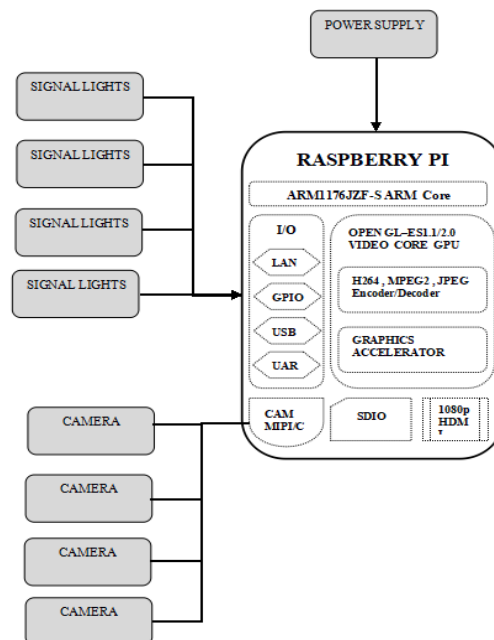 POWER SUPPLY
SIGNAL LIGHTS
SIGNAL LIGHTS
SIGNAL LIGHTS
SIGNAL LIGHTS
RASPBERRY PI
ARM1176JZF-S ARM Core
I/O
LAN
GPIO
USB
UAR
OPEN GL–ES1.1/2.0
VIDEO CORE GPU
H264 , MPEG2 , JPEG
Encoder/Decoder
GRAPHICS
ACCELERATOR
CAM
MIPI/C
SDIO
1080p
HDM
I
CAMERA
CAMERA
CAMERA
CAMERA